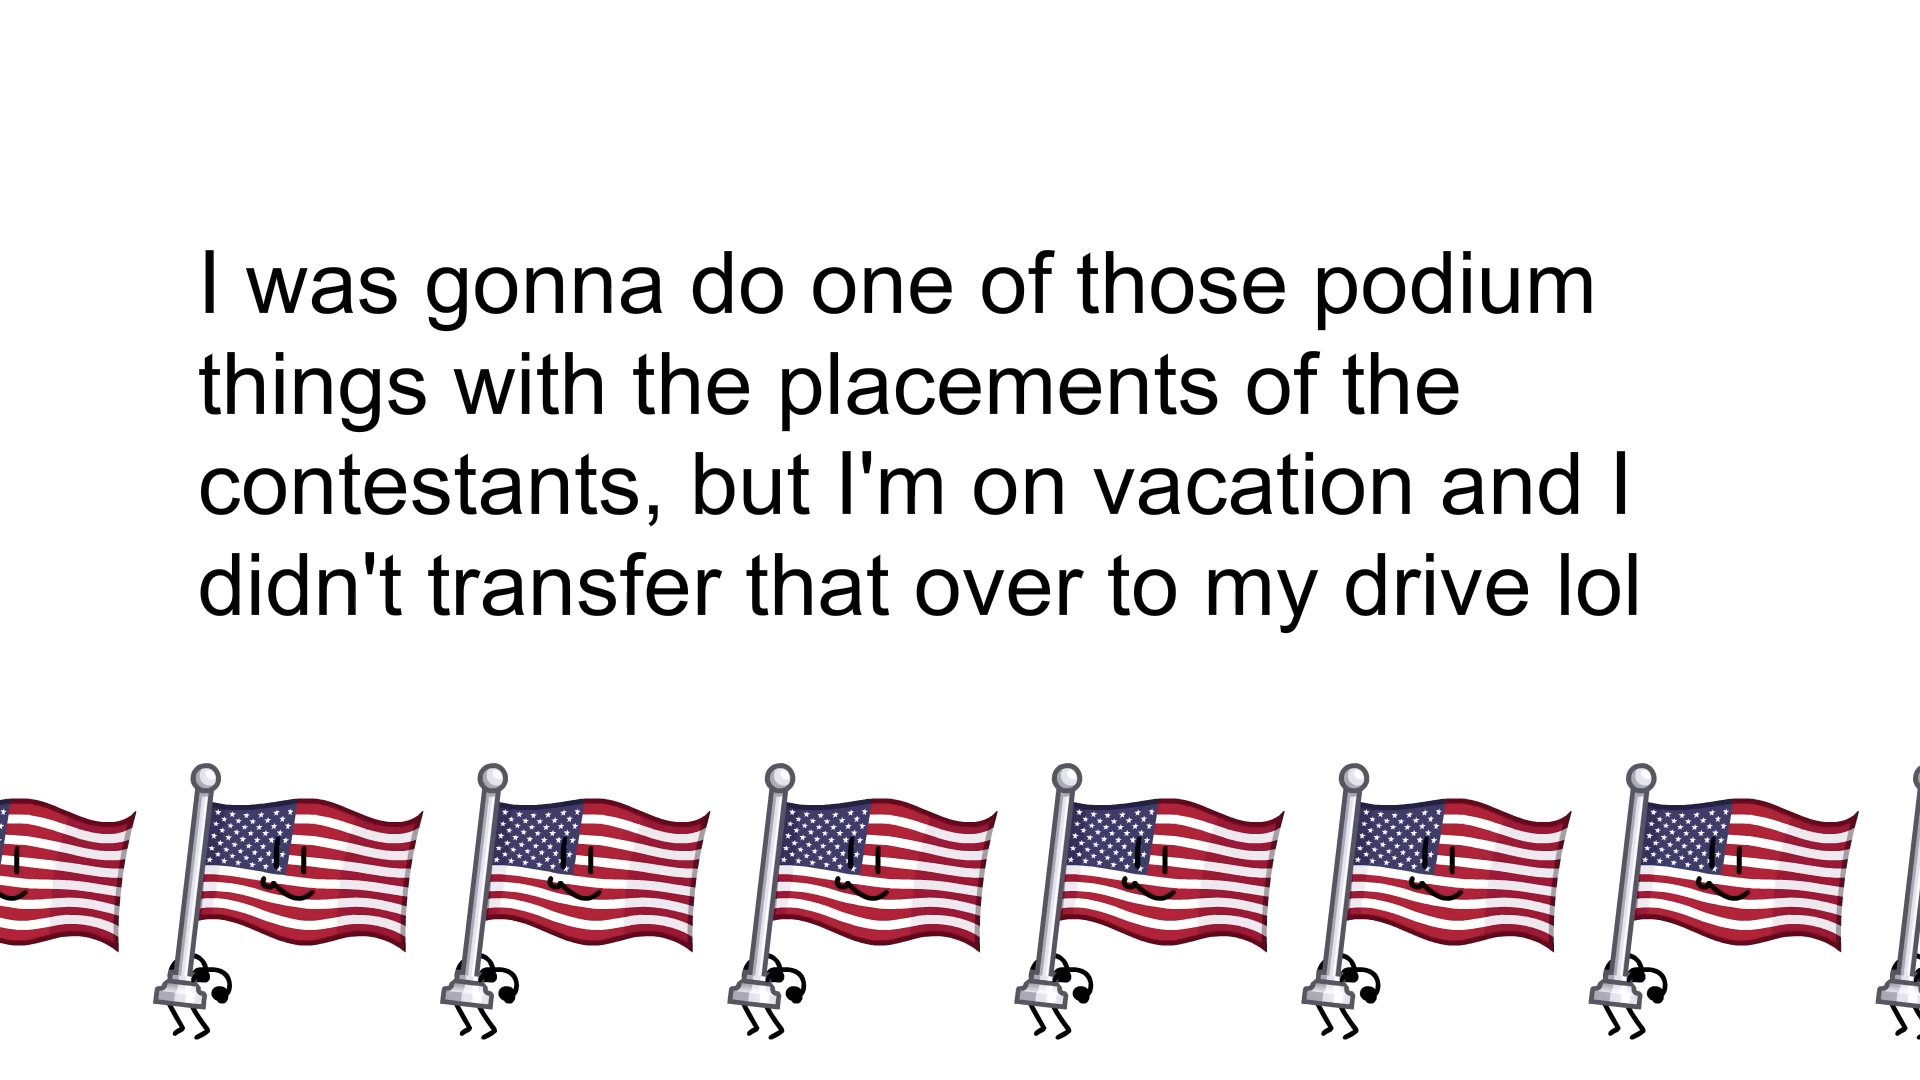 I was gonna do one of those podium
things with the placements of the
contestants, but I'm on vacation and I
didn't transfer that over to my drive lol